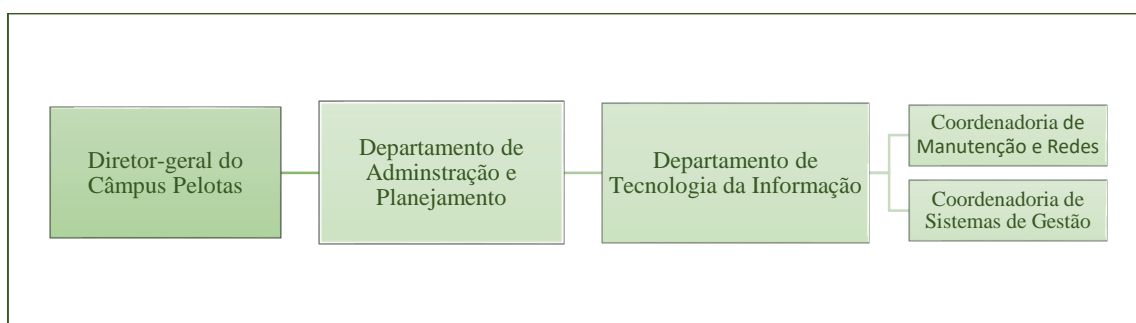 Diretor-geral do
Câmpus Pelotas
Departamento de
Adminstração e
Planejamento
Departamento de
Tecnologia da Informação
Coordenadoria de
Manutenção e Redes
Coordenadoria de
Sistemas de Gestão